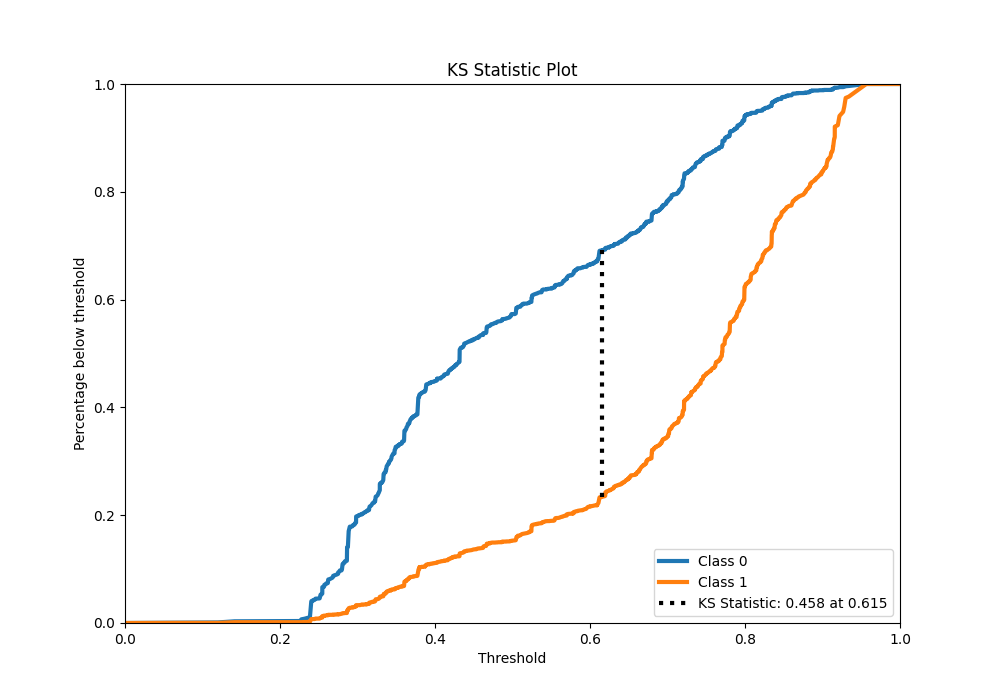 KS Statistic Plot
1.0
0.8
0.6
0.4
0.2
0.0
Percentage below threshold
0.0 0.2 0.4 0.6 0.8 1.0
Threshold
Class 0
Class 1
KS Statistic: 0.458 at 0.615